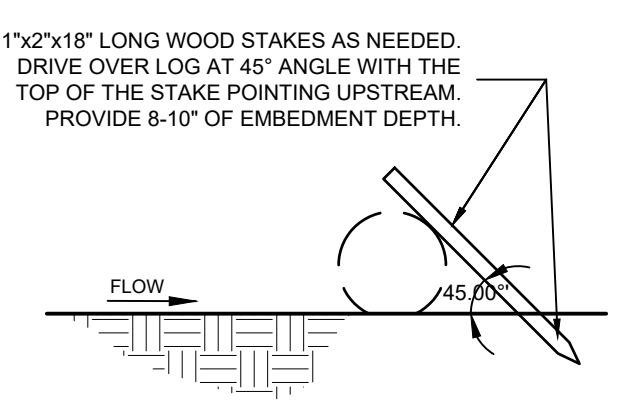 1"x2"x18" LONG WOOD STAKES AS NEEDED.
DRIVE OVER LOG AT 45° ANGLE WITH THE
TOP OF THE STAKE POINTING UPSTREAM.
PROVIDE 8-10" OF EMBEDMENT DEPTH.
FLOW
45.00°'